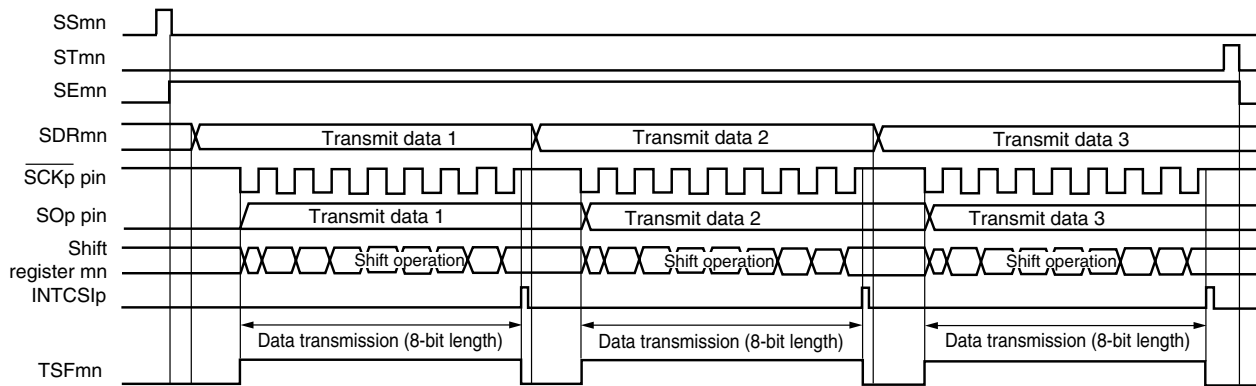 SSmn
STmn
SEmn
SDRmn Transmit data 1 Transmit data 2 Transmit data 3
SCKp pin
SOp pin Transmit data 1 Transmit data 2 Transmit data 3
Shift
register mn Shift operation Shift operation Shift operation
INTCSIp
Data transmission (8-bit length) Data transmission (8-bit length) Data transmission (8-bit length)
TSFmn